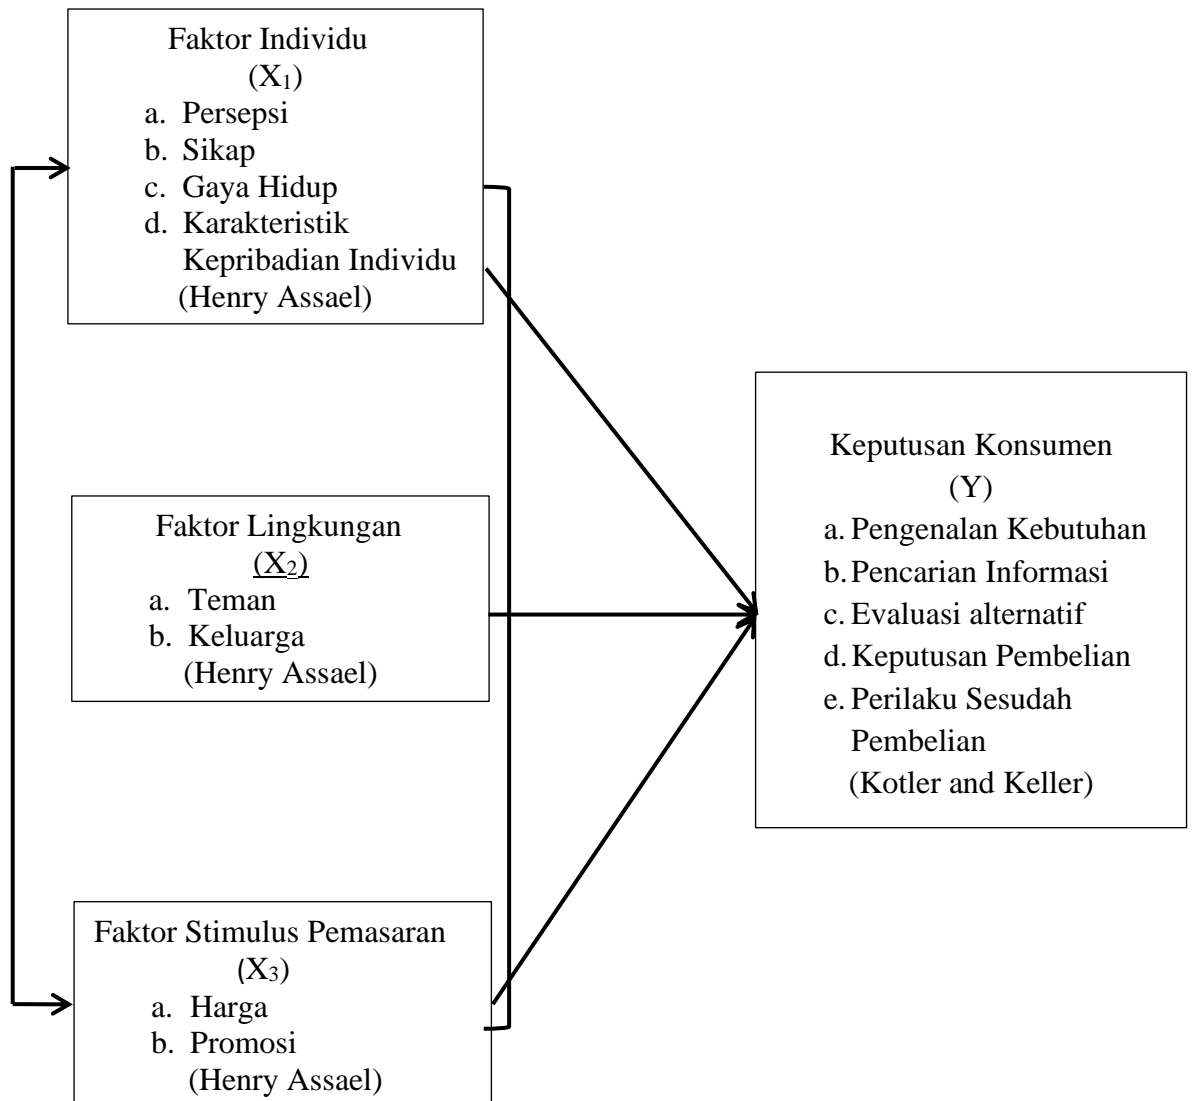 Faktor Individu
(X₁)
a. Persepsi
b. Sikap
c. Gaya Hidup
d. Karakteristik
Kepribadian Individu
(Henry Assael)
Faktor Lingkungan
(X₂)
a. Teman
b. Keluarga
(Henry Assael)
Faktor Stimulus Pemasaran
(X₃)
a. Harga
b. Promosi
(Henry Assael)
Keputusan Konsumen
(Y)
a. Pengenalan Kebutuhan
b. Pencarian Informasi
c. Evaluasi alternatif
d. Keputusan Pembelian
e. Perilaku Sesudah
Pembelian
(Kotler and Keller)